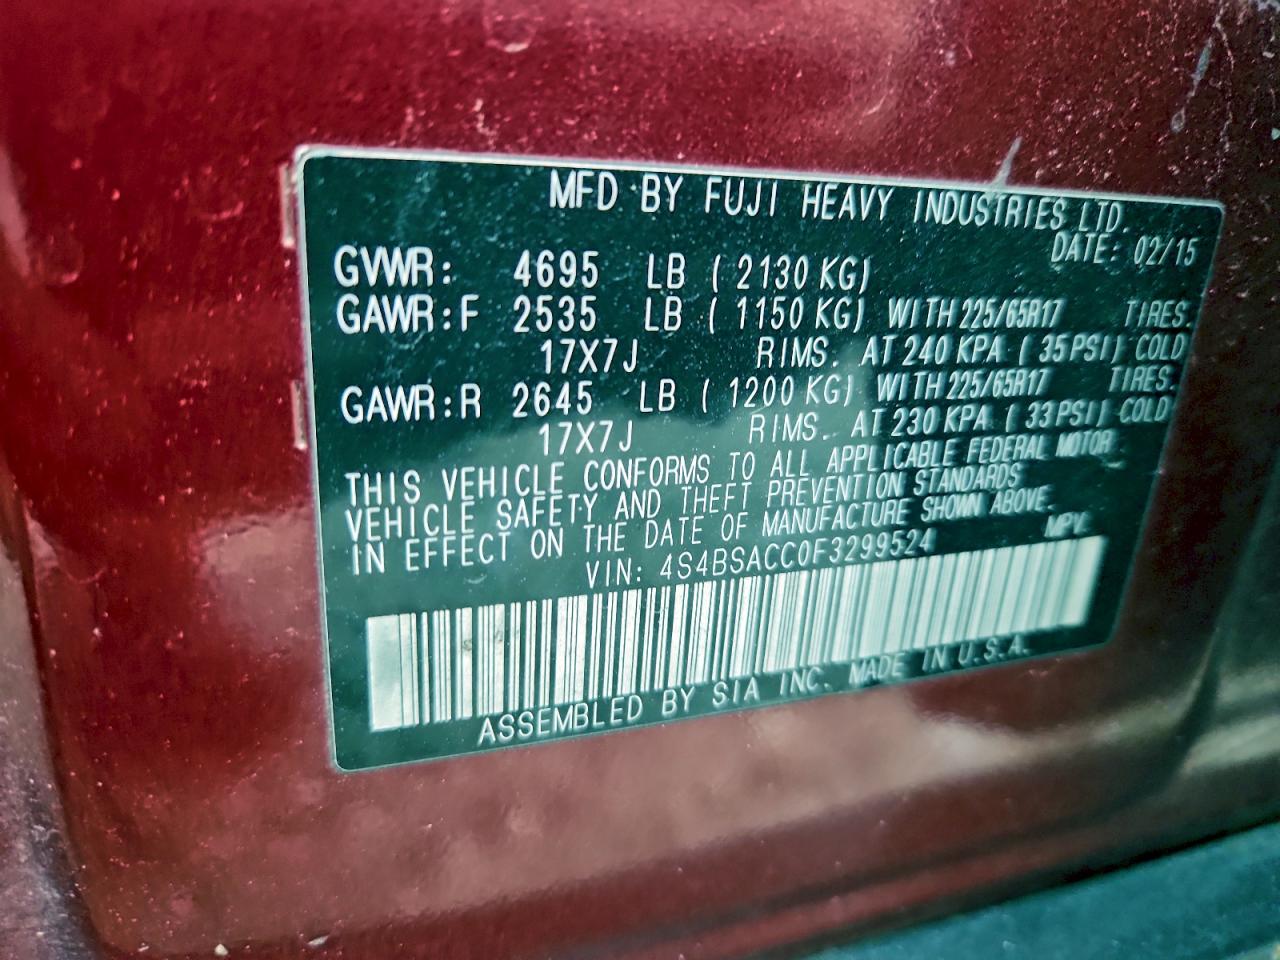 MFD BY FUJI HEAVY INDUSTRIES LTD.
DATE: 02/15
GVWR: 4695 LB ( 2130 KG)
GAWR:F 2535 LB ( 1150 KG) WITH 225/65R17 TIRES
17X7J RIMS. AT 240 KPA ( 35 PSI) COLD
GAWR:R 2645 LB ( 1200 KG) WITH 225/65R17 TIRES.
17X7J RIMS. AT 230 KPA ( 33 PSI) COLD
THIS VEHICLE CONFORMS TO ALL APPLICABLE FEDERAL MOTOR
VEHICLE SAFETY AND THEFT PREVENTION STANDARDS
IN EFFECT ON THE DATE OF MANUFACTURE SHOWN ABOVE.
VIN: 4S4BSACC0F3299524 MPV
ASSEMBLED BY SIA INC. MADE IN U.S.A.